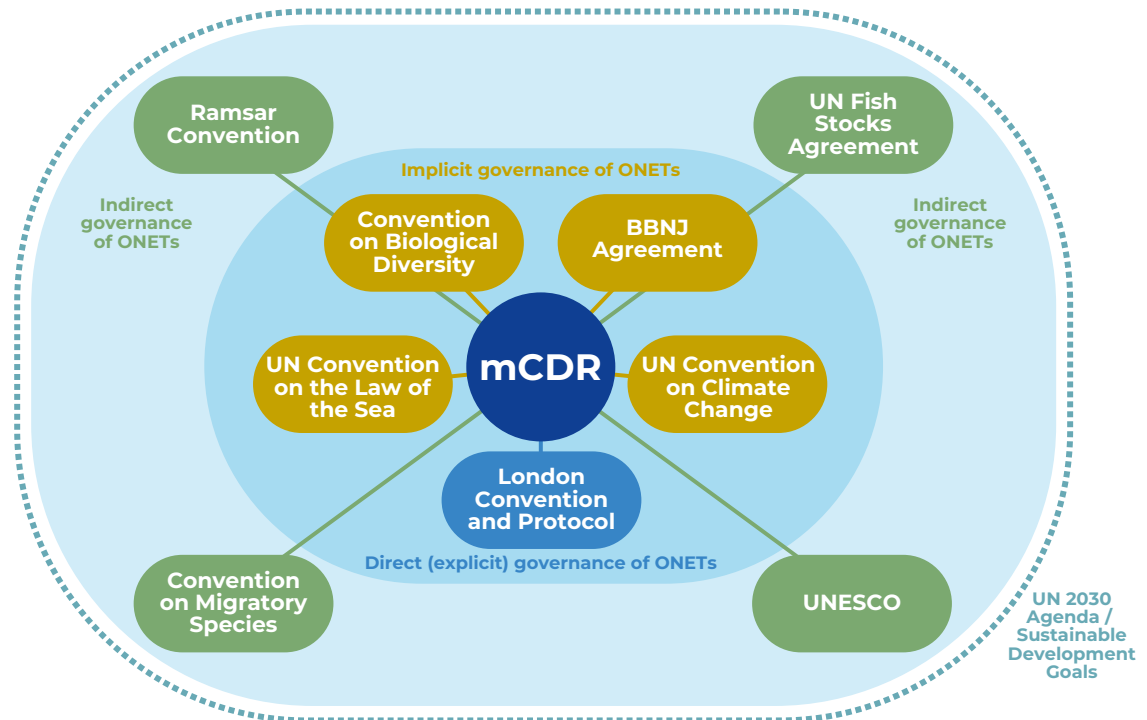 Ramsar
Convention
UN Fish
Stocks
Agreement
Implicit governance of ONETs
Indirect
governance
of ONETs
Convention
on Biological
Diversity
BBNJ
Agreement
Indirect
governance
of ONETs
UN Convention
on the Law of
the Sea
mCDR
UN Convention
on Climate
Change
London
Convention
and Protocol
Direct (explicit) governance of ONETs
Convention
on Migratory
Species
UNESCO
UN 2030
Agenda /
Sustainable
Development
Goals